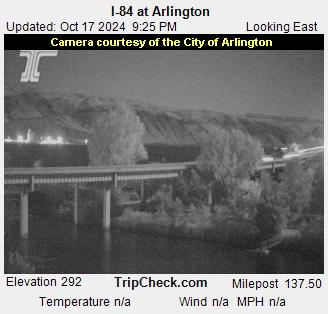 I-84 at Arlington
Updated: Oct 17 2024 9:25 PM Looking East
Camera courtesy of the City of Arlington
Elevation 292 TripCheck.com Milepost 137.50
Temperature n/a Wind n/a MPH n/a